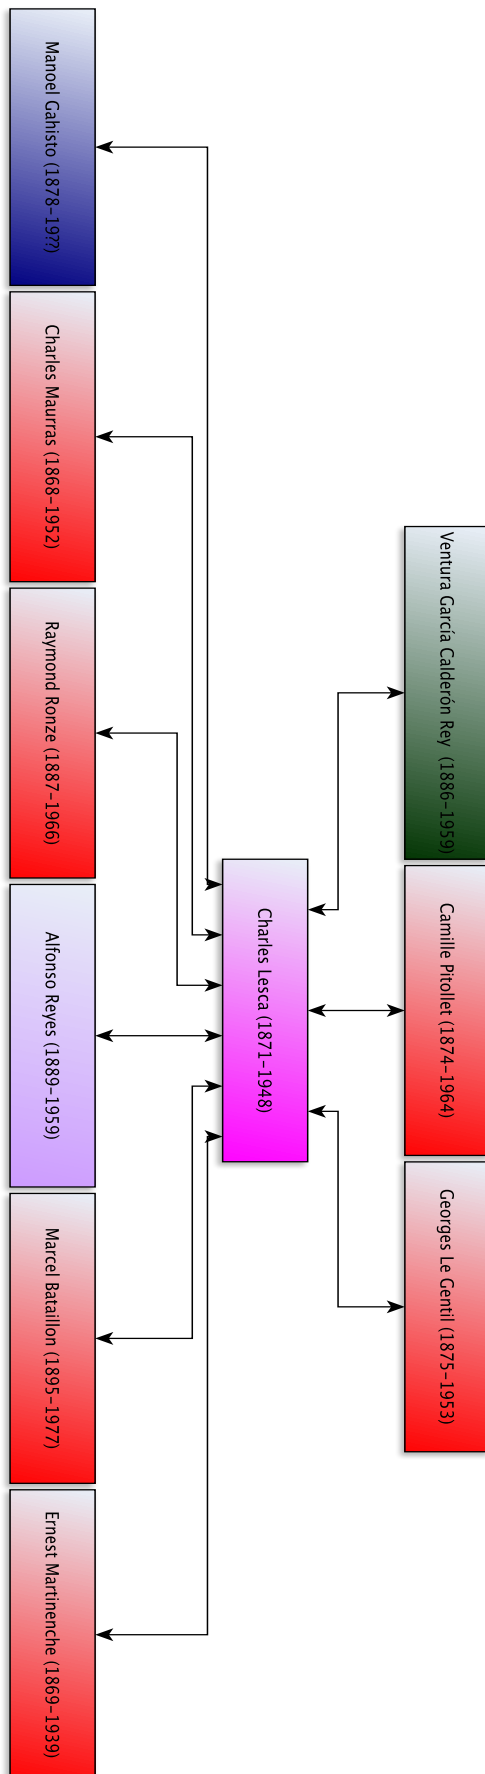 Ventura García Calderón Rey  (1886-1959)
Camille Pitollet (1874-1964)
Georges Le Gentil (1875-1953)
Charles Lesca (1871-1948)
Manoel Gahisto (1878-19??)
Charles Maurras (1868-1952)
Raymond Ronze (1887-1966)
Alfonso Reyes (1889-1959)
Marcel Bataillon (1895-1977)
Ernest Martinenche (1869-1939)